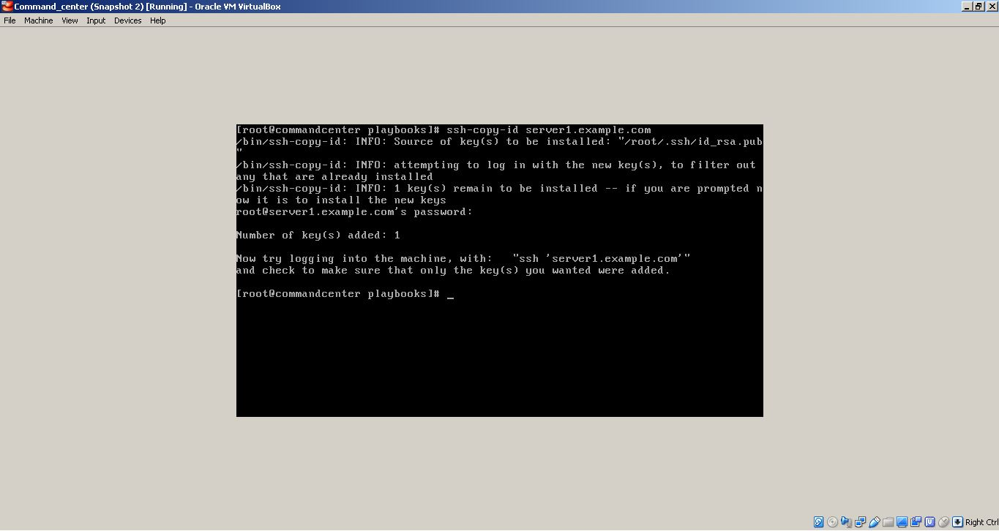 Command_center (Snapshot 2) [Running] - Oracle VM VirtualBox
File Machine View Input Devices Help
[root@commandcenter playbooks]# ssh-copy-id server1.example.com
/bin/ssh-copy-id: INFO: Source of key(s) to be installed: "/root/.ssh/id_rsa.pub
"
/bin/ssh-copy-id: INFO: attempting to log in with the new key(s), to filter out
any that are already installed
/bin/ssh-copy-id: INFO: 1 key(s) remain to be installed -- if you are prompted n
ow it is to install the new keys
root@server1.example.com's password:
Number of key(s) added: 1
Now try logging into the machine, with:   "ssh 'server1.example.com'"
and check to make sure that only the key(s) you wanted were added.
[root@commandcenter playbooks]# _
Right Ctrl